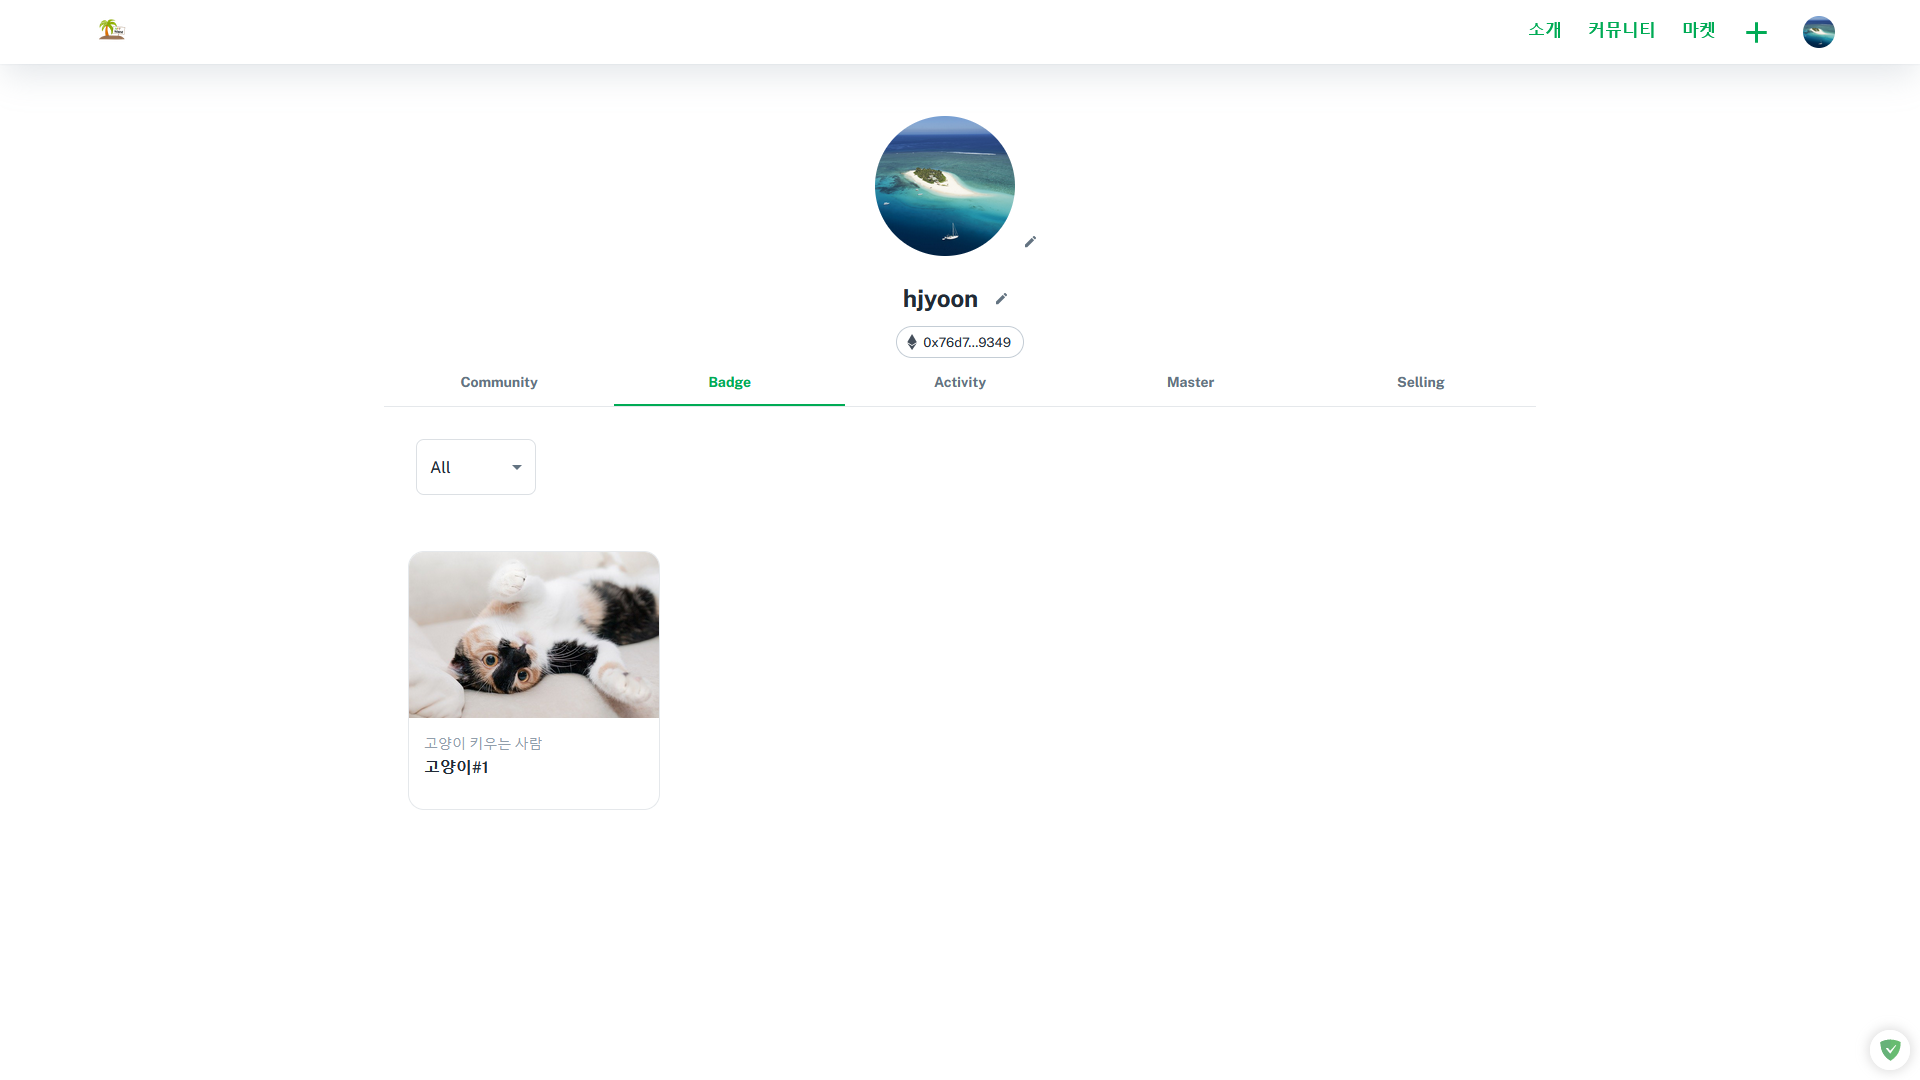 소개 커뮤니티 마켓
hjyoon
0x76d7...9349
Community Badge Activity Master Selling
All
고양이 키우는 사람
고양이#1